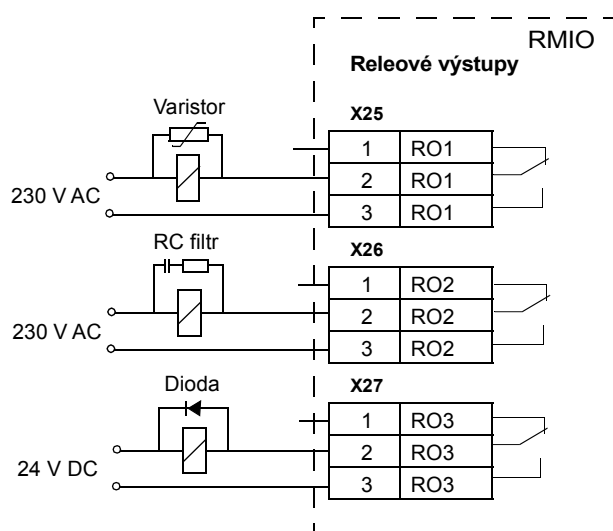 RMIO
Releové výstupy
Varistor
X25
1 RO1
2 RO1
3 RO1
230 V AC
RC filtr
X26
1 RO2
2 RO2
3 RO2
230 V AC
Dioda
X27
1 RO3
2 RO3
3 RO3
24 V DC